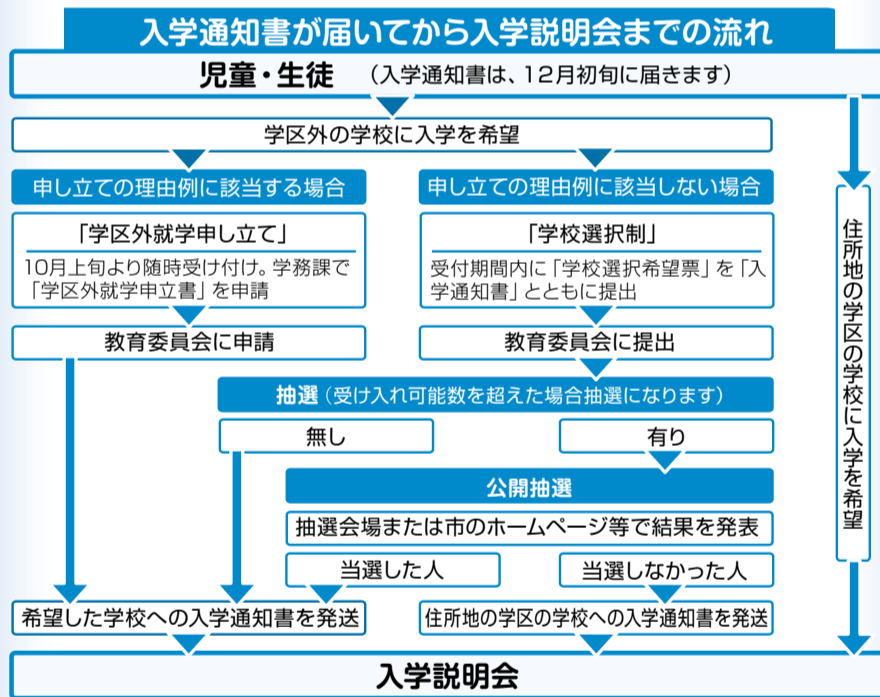 入学通知書が届いてから入学説明会までの流れ
児童・生徒 （入学通知書は、12月初旬に届きます）
学区外の学校に入学を希望
申し立ての理由例に該当する場合
「学区外就学申し立て」
10月上旬より随時受け付け。学務課で
「学区外就学申立書」を申請
教育委員会に申請
申し立ての理由例に該当しない場合
「学校選択制」
受付期間内に「学校選択希望票」を「入
学通知書」とともに提出
教育委員会に提出
抽選（受け入れ可能数を超えた場合抽選になります）
無し
有り
公開抽選
抽選会場または市のホームページ等で結果を発表
当選した人
当選しなかった人
希望した学校への入学通知書を発送
住所地の学区の学校への入学通知書を発送
住所地の学区の学校に入学を希望
入学説明会